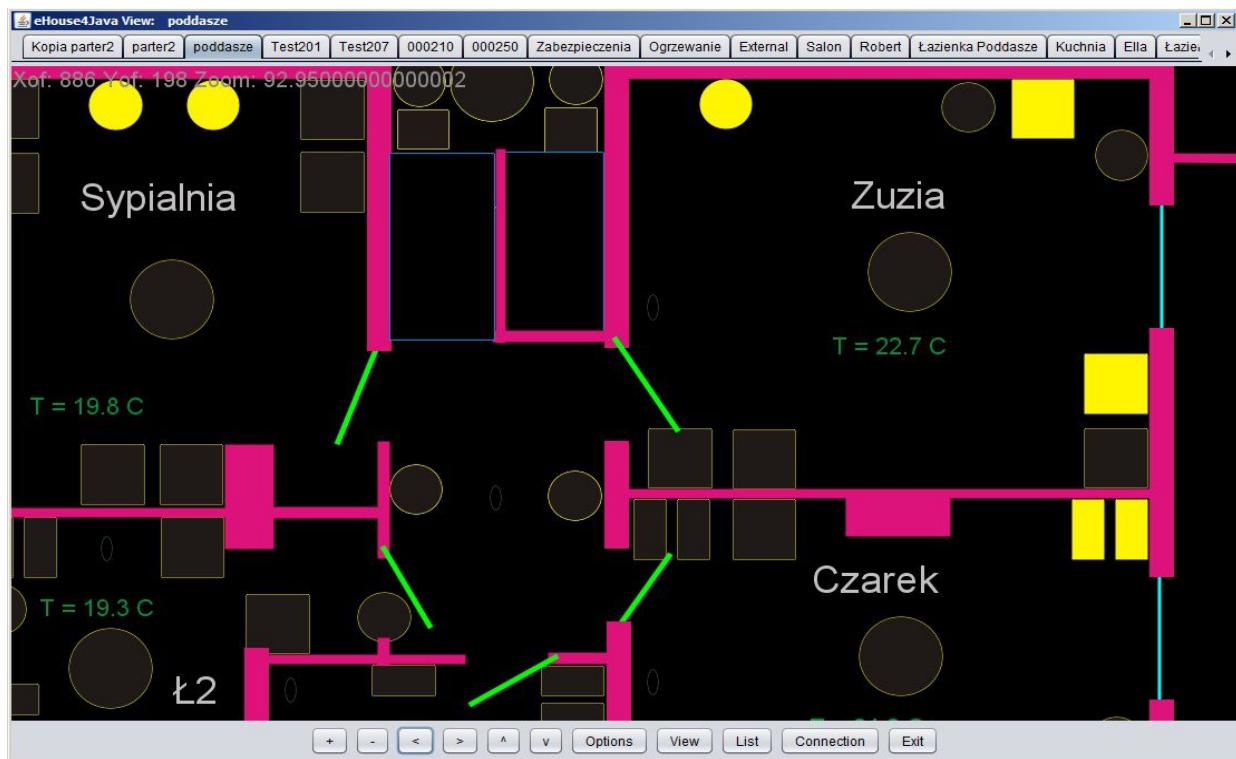 eHouse4Java View: poddasze
Kopia parter2 parter2 poddasze Test201 Test207 000210 000250 Zabezpieczenia Ogrzewanie External Salon Robert Łazienka Poddasze Kuchnia Ella
Xof: 886 Yof: 198 Zoom: 92.95000000000002
Sypialnia
Zuzia
T = 22.7 C
T = 19.8 C
Czarek
T = 19.3 C
Ł2
+ - < > ^ v Options View List Connection Exit